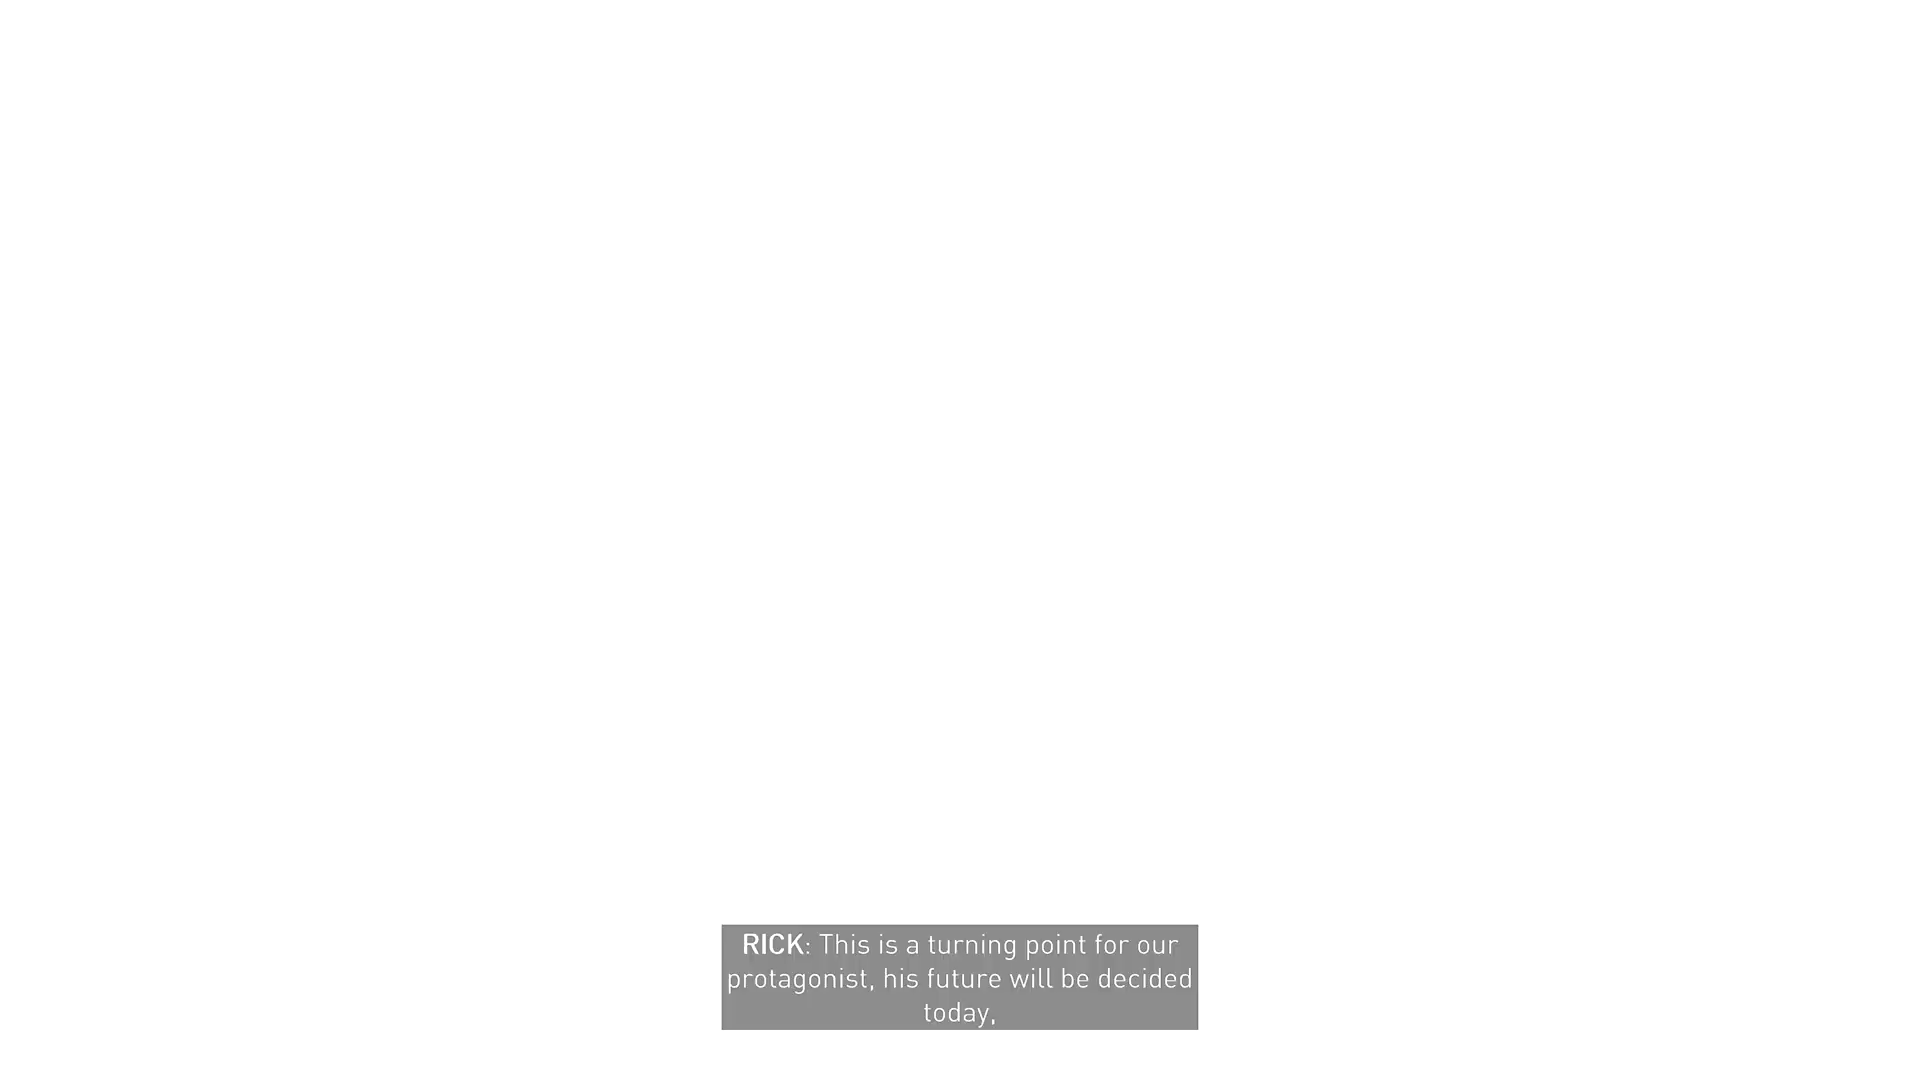 RICK: This is a turning point for our
protagonist, his future will be decided
today,